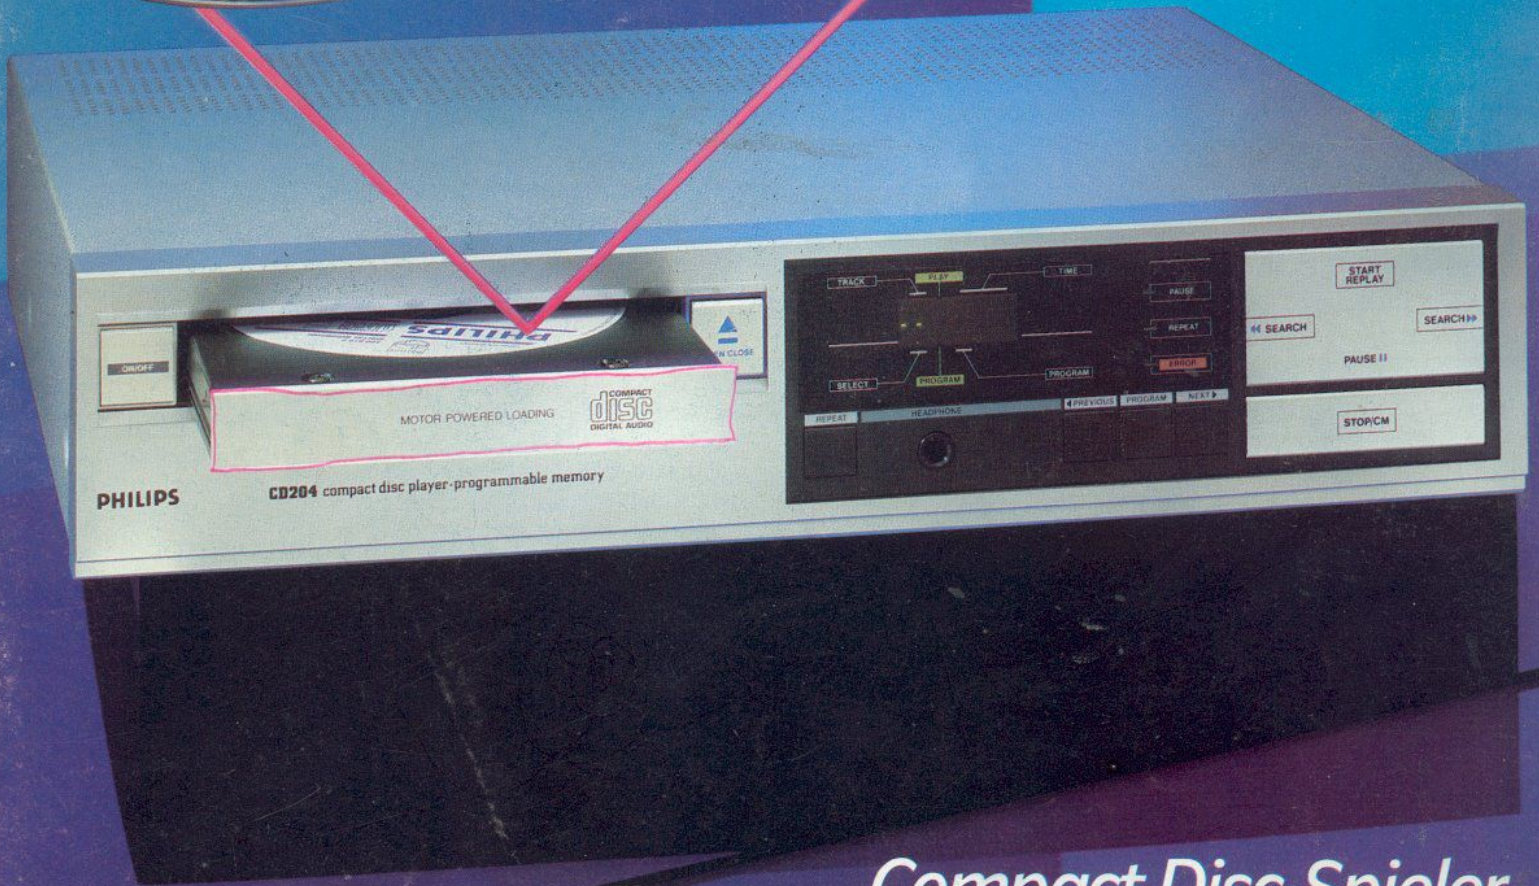 TRACK
PLAY
TIME
START
REPLAY
PAUSE
◀◀ SEARCH
SEARCH ▶▶
REPEAT
PAUSE II
ON/OFF
PHILIPS
EN CLOSE
ERROR
SELECT
PROGRAM
PROGRAM
MOTOR POWERED LOADING
COMPACT
disc
DIGITAL AUDIO
REPEAT
HEADPHONE
◀ PREVIOUS
PROGRAM
NEXT ▶
STOP/CM
PHILIPS
CD204 compact disc player-programmable memory
Compact Disc Spieler